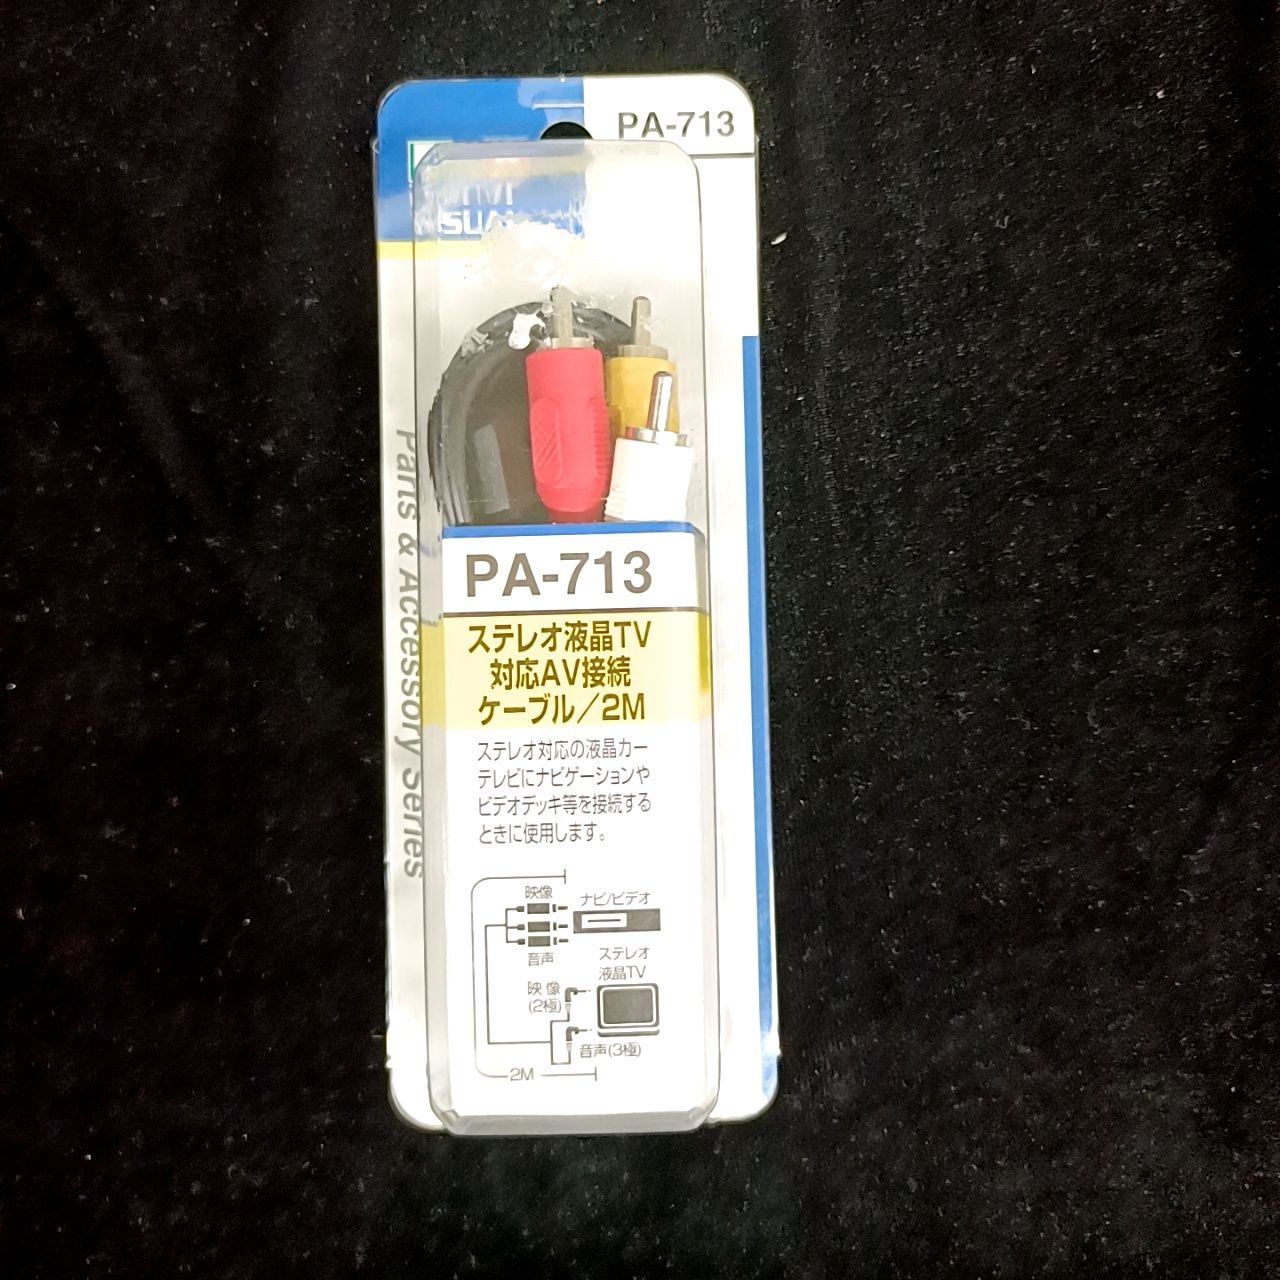 PA-713
Parts & Accessory Series
PA-713
ステレオ液晶TV
対応AV接続
ケーブル／2M
ステレオ対応の液晶カー
テレビにナビゲーションや
ビデオデッキ等を接続する
ときに使用します。
映像
ナビ/ビデオ
音声
ステレオ
液晶TV
映像
(2極)
音声(3極)
2M